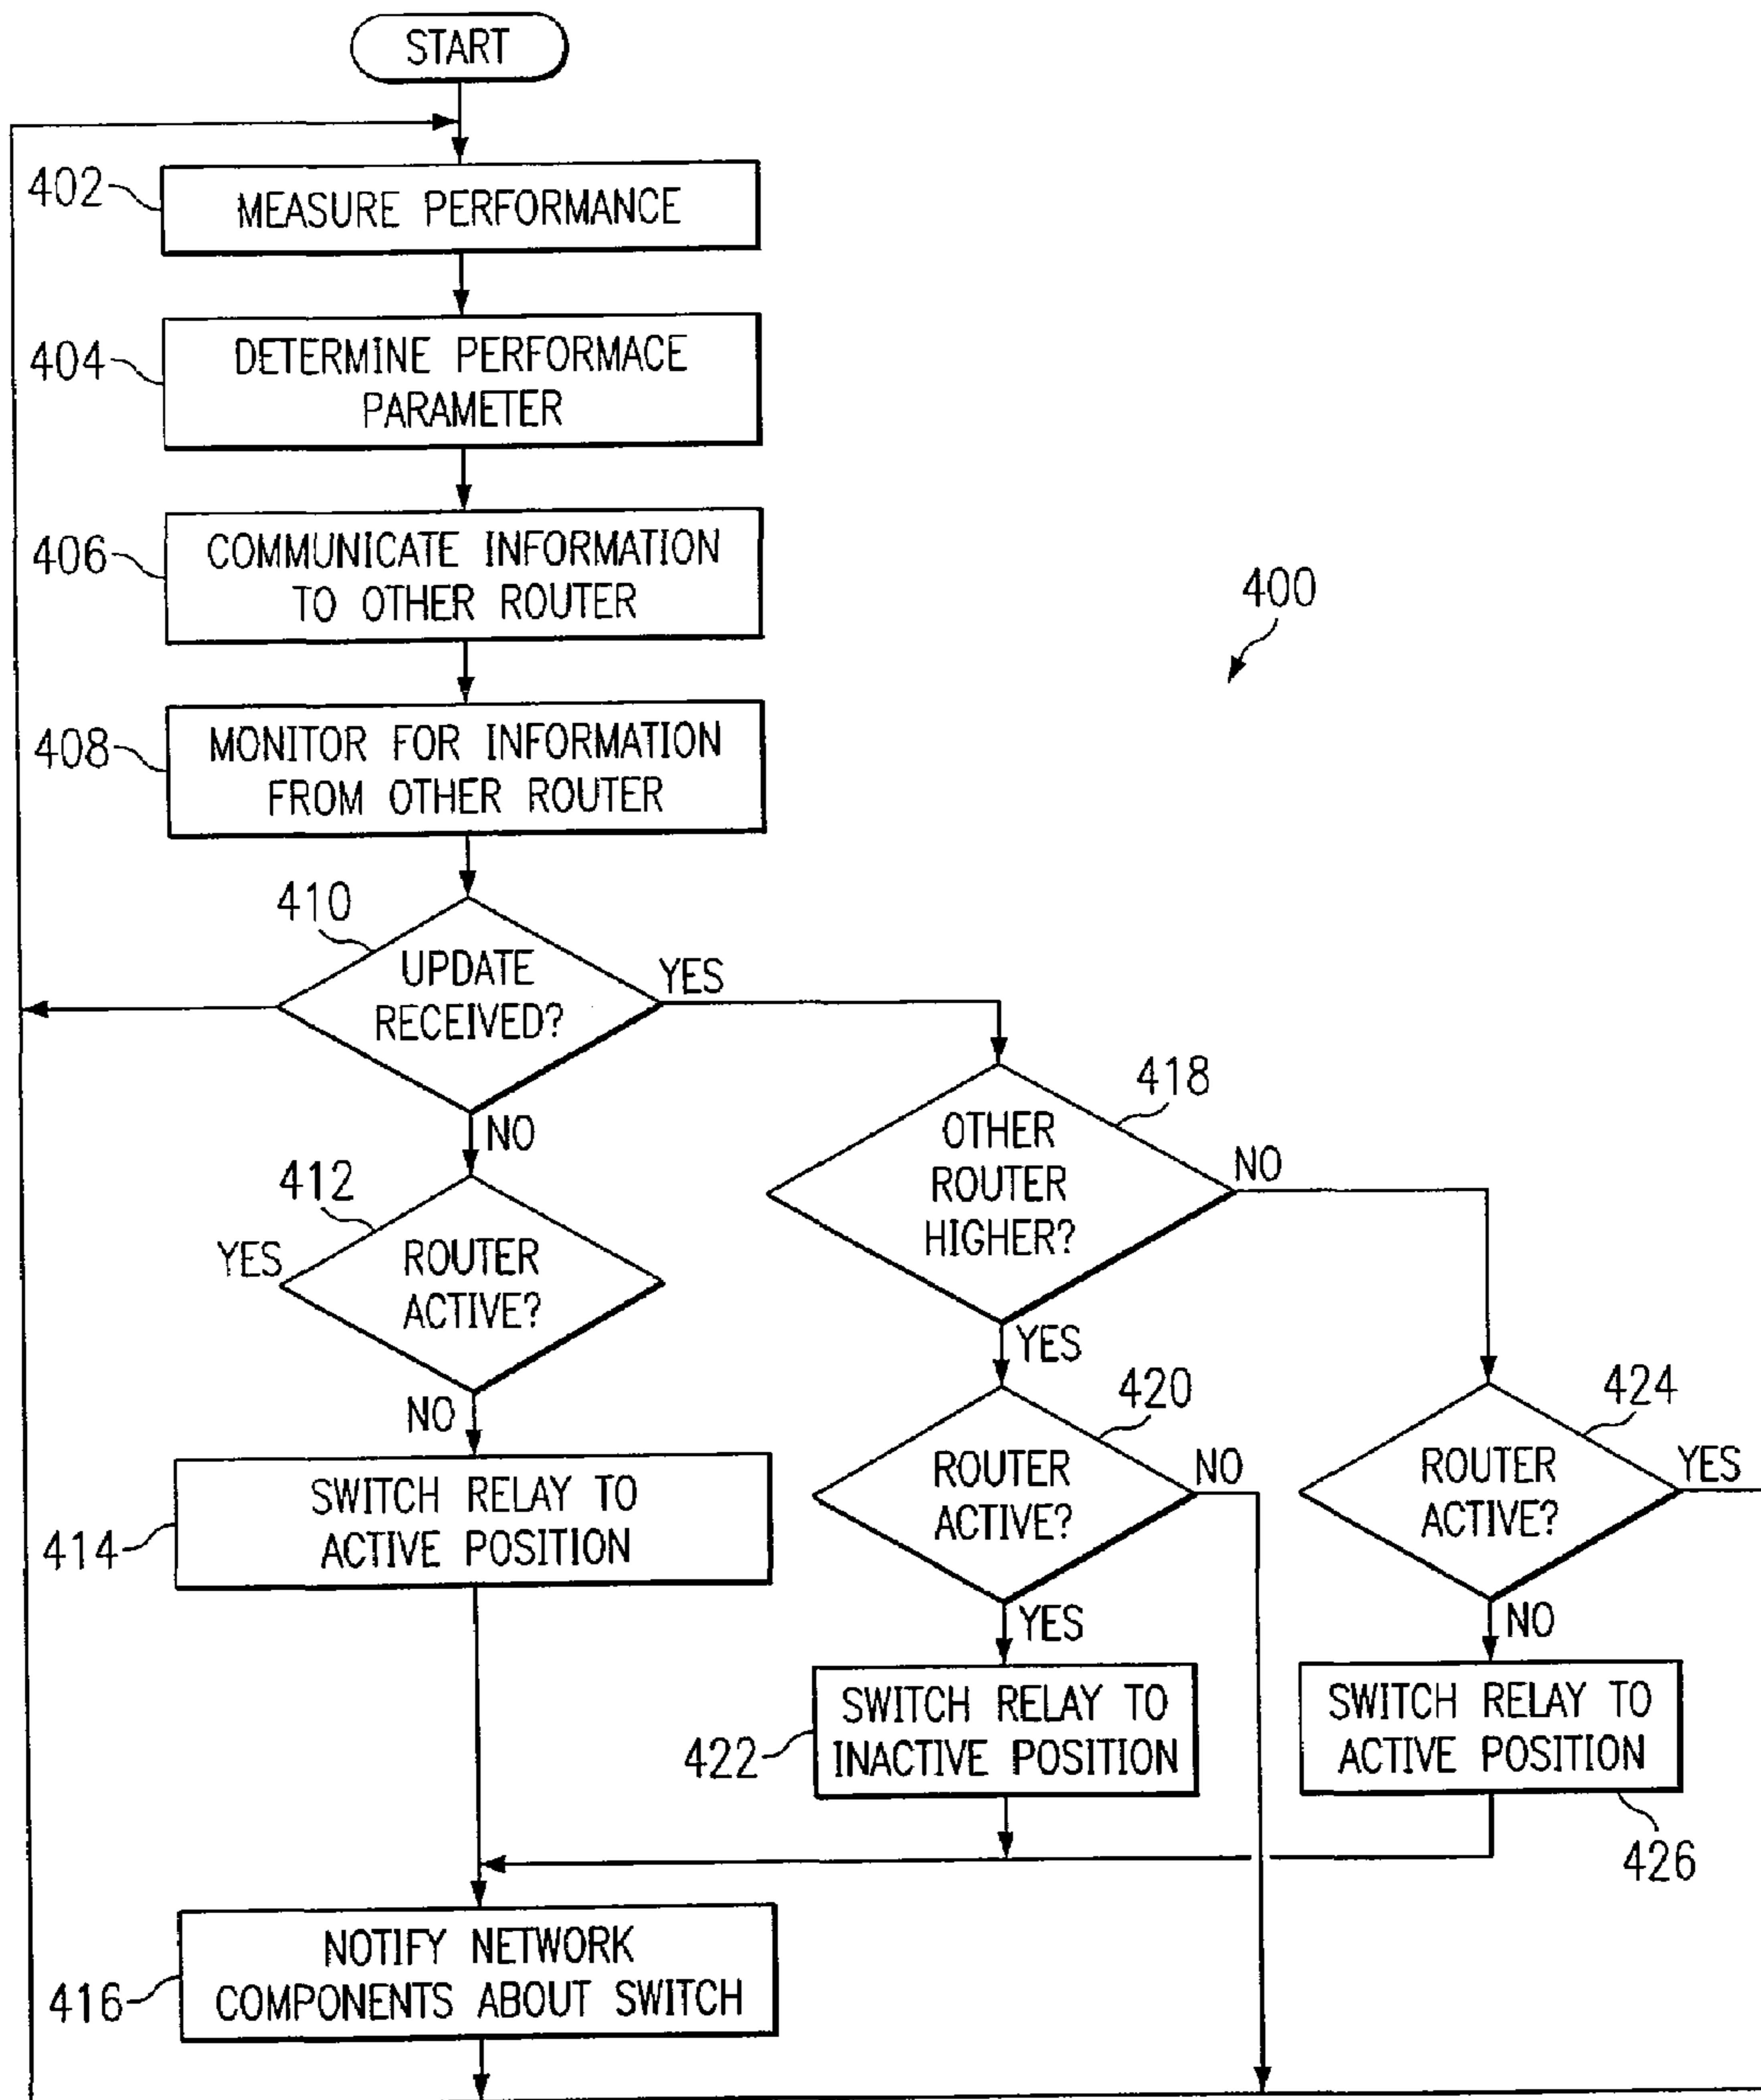 START
402
MEASURE PERFORMANCE
404
DETERMINE PERFORMACE
PARAMETER
406
COMMUNICATE INFORMATION
TO OTHER ROUTER
400
408
MONITOR FOR INFORMATION
FROM OTHER ROUTER
410
UPDATE
RECEIVED?
YES
NO
418
OTHER
ROUTER
HIGHER?
NO
YES
412
YES
ROUTER
ACTIVE?
NO
420
ROUTER
ACTIVE?
NO
YES
424
ROUTER
ACTIVE?
YES
NO
414
SWITCH RELAY TO
ACTIVE POSITION
422
SWITCH RELAY TO
INACTIVE POSITION
SWITCH RELAY TO
ACTIVE POSITION
426
416
NOTIFY NETWORK
COMPONENTS ABOUT SWITCH